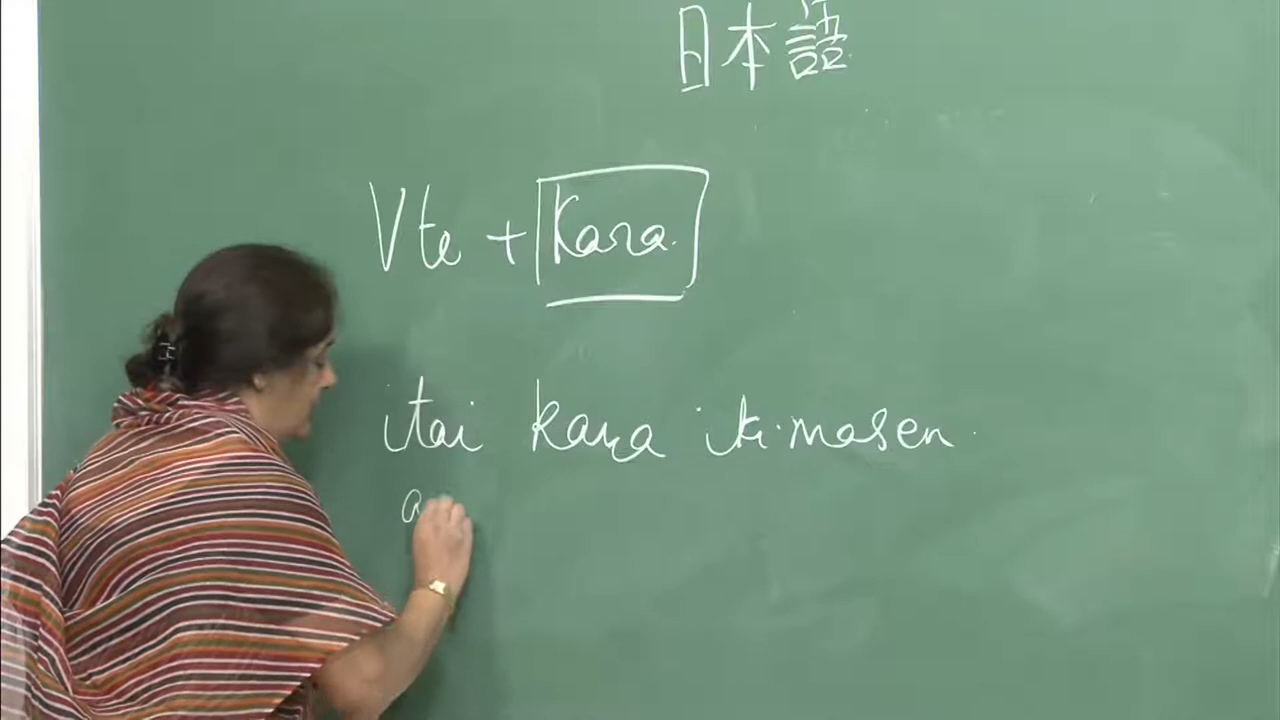 日本語
Vte + Kara.
itai kara ikimasen.
a